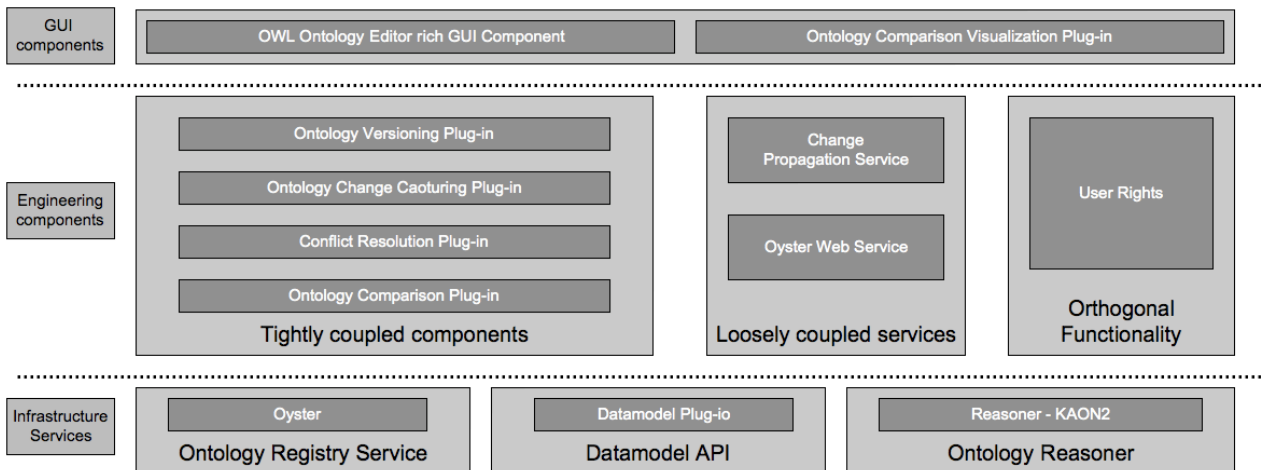 GUI
components
OWL Ontology Editor rich GUI Component
Ontology Comparison Visualization Plug-in
Engineering
components
Ontology Versioning Plug-in
Ontology Change Caoturing Plug-in
Conflict Resolution Plug-in
Ontology Comparison Plug-in
Tightly coupled components
Change
Propagation Service
Oyster Web Service
Loosely coupled services
User Rights
Orthogonal
Functionality
Infrastructure
Services
Oyster
Ontology Registry Service
Datamodel Plug-io
Datamodel API
Reasoner - KAON2
Ontology Reasoner